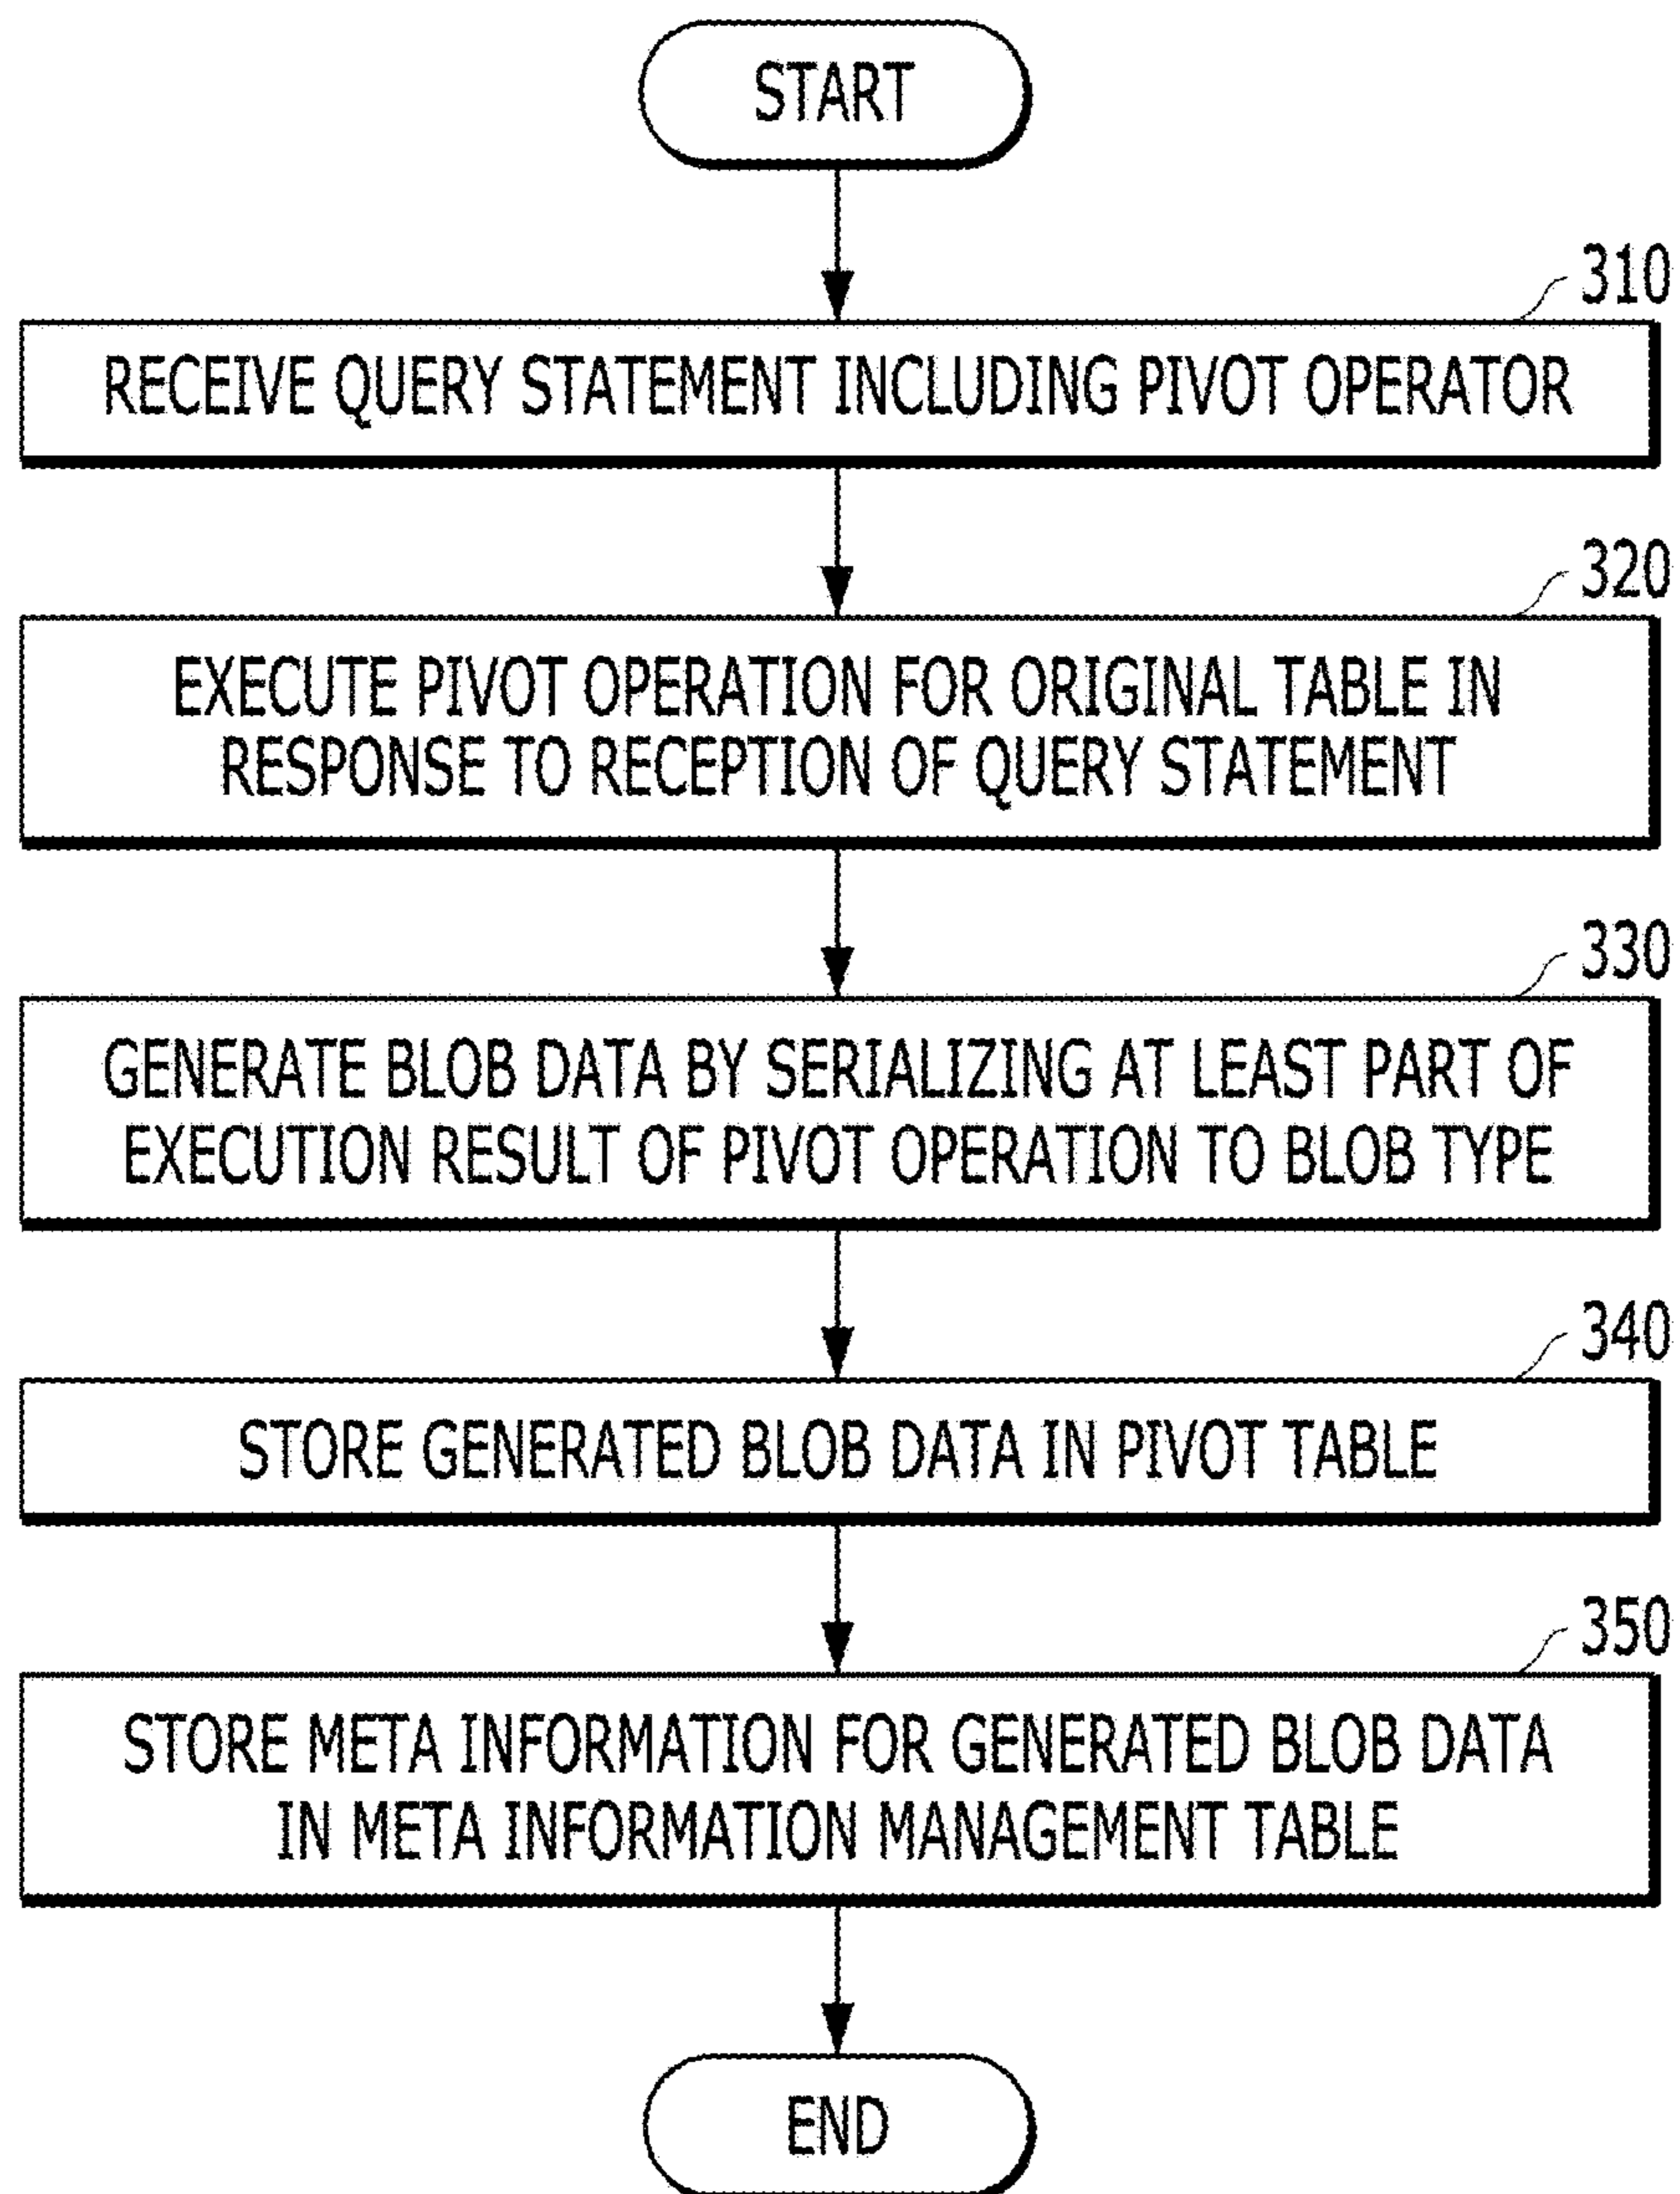 START
310
RECEIVE QUERY STATEMENT INCLUDING PIVOT OPERATOR
320
EXECUTE PIVOT OPERATION FOR ORIGINAL TABLE IN
RESPONSE TO RECEPTION OF QUERY STATEMENT
330
GENERATE BLOB DATA BY SERIALIZING AT LEAST PART OF
EXECUTION RESULT OF PIVOT OPERATION TO BLOB TYPE
340
STORE GENERATED BLOB DATA IN PIVOT TABLE
350
STORE META INFORMATION FOR GENERATED BLOB DATA
IN META INFORMATION MANAGEMENT TABLE
END